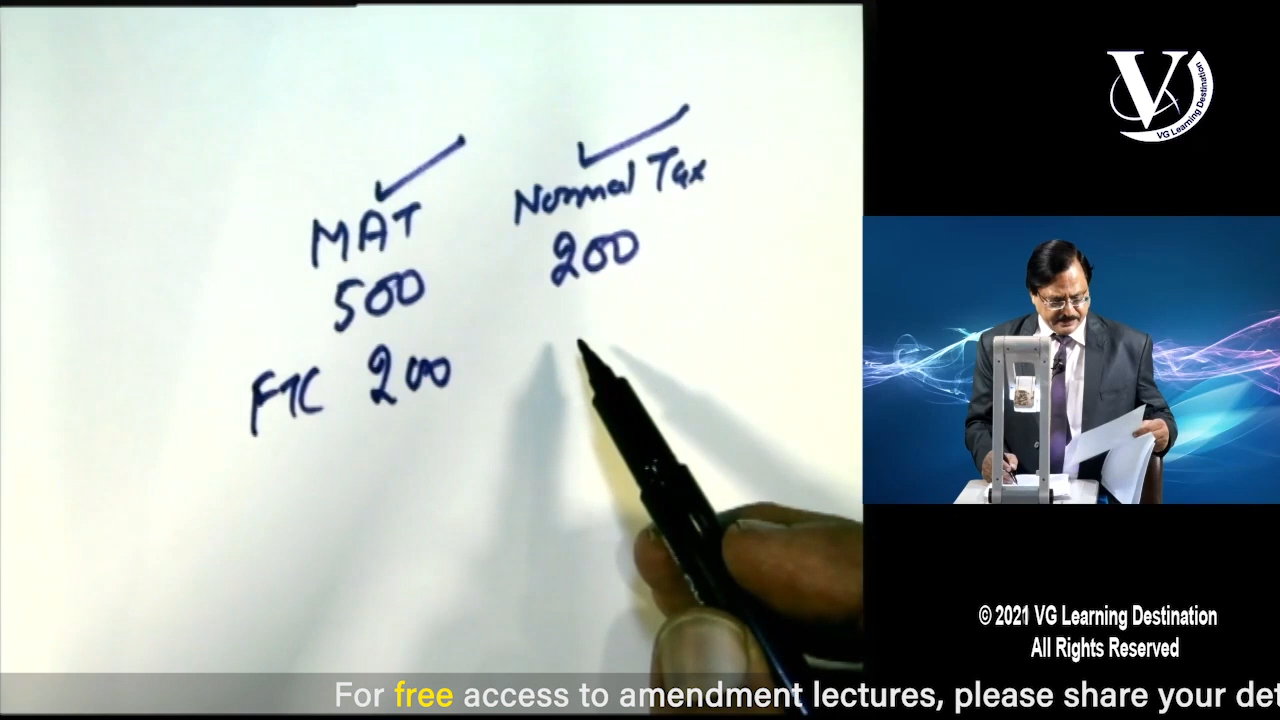 MAT
500
FTC 200
Normal Tax
200
V
VG Learning Destination
© 2021 VG Learning Destination
All Rights Reserved
For free access to amendment lectures, please share your det